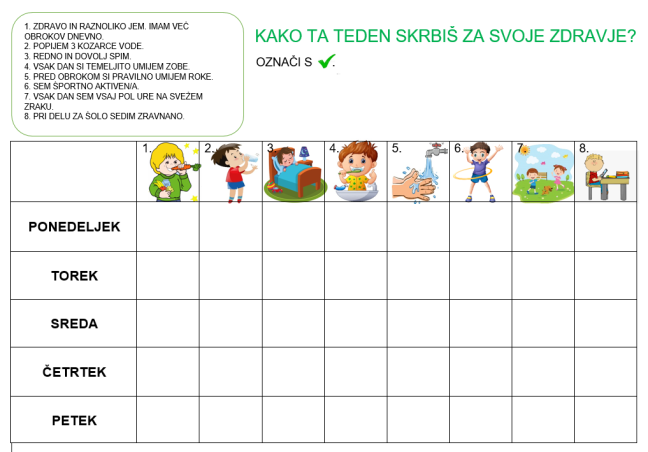 1. ZDRAVO IN RAZNOLIKO JEM. IMAM VEČ
OBROKOV DNEVNO.
2. POPIJEM 3 KOZARCE VODE.
3. REDNO IN DOVOLJ SPIM.
4. VSAK DAN SI TEMELJITO UMIJEM ZOBE.
5. PRED OBROKOM SI PRAVILNO UMIJEM ROKE.
6. SEM ŠPORTNO AKTIVEN/A.
7. VSAK DAN SEM VSAJ POL URE NA SVEŽEM
ZRAKU.
8. PRI DELU ZA ŠOLO SEDIM ZRAVNANO.
KAKO TA TEDEN SKRBIŠ ZA SVOJE ZDRAVJE?
OZNAČI S ✓.
1. 2. 3. 4. 5. 6. 7. 8.
PONEDELJEK
TOREK
SREDA
ČETRTEK
PETEK